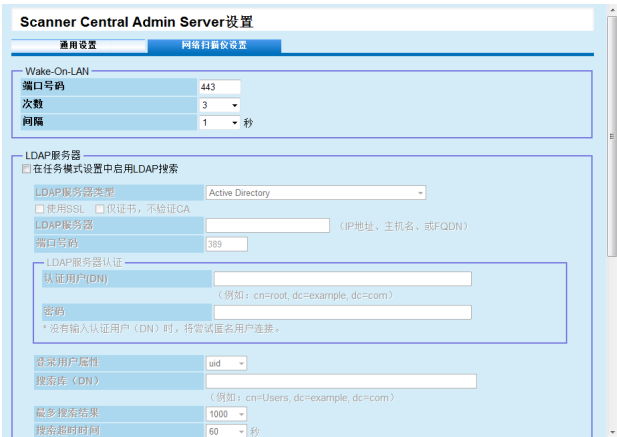 Scanner Central Admin Server设置
通用设置 网络扫描仪设置
Wake-On-LAN
端口号码 443
次数 3
间隔 1 秒
LDAP服务器
在任务模式设置中启用LDAP搜索
LDAP服务器类型 Active Directory
使用SSL 仅证书，不验证CA
LDAP服务器 (IP地址、主机名、或FQDN)
端口号码 389
LDAP服务器认证
认证用户(DN)
（例如：cn=root, dc=example, dc=com）
密码
* 没有输入认证用户（DN）时，将尝试匿名用户连接。
登录用户属性 uid
搜索库（DN）
（例如：cn=Users, dc=example, dc=com）
最多搜索结果 1000
搜索超时时间 60 秒